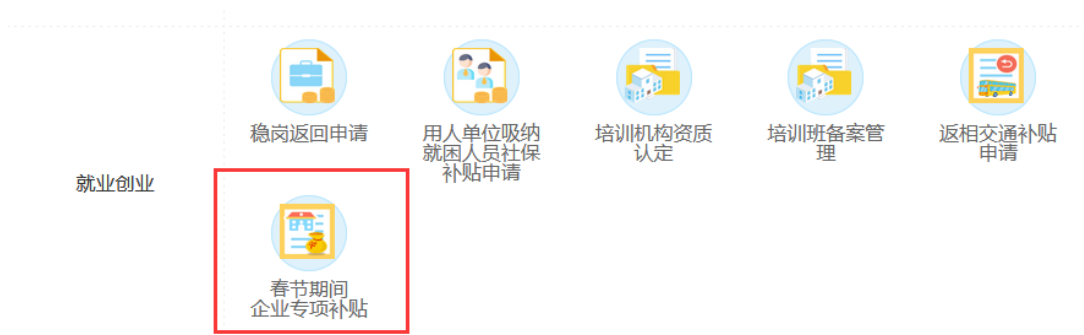 稳岗返回申请
用人单位吸纳
就困人员社保
补贴申请
培训机构资质
认定
培训班备案管
理
返相交通补贴
申请
就业创业
春节期间
企业专项补贴